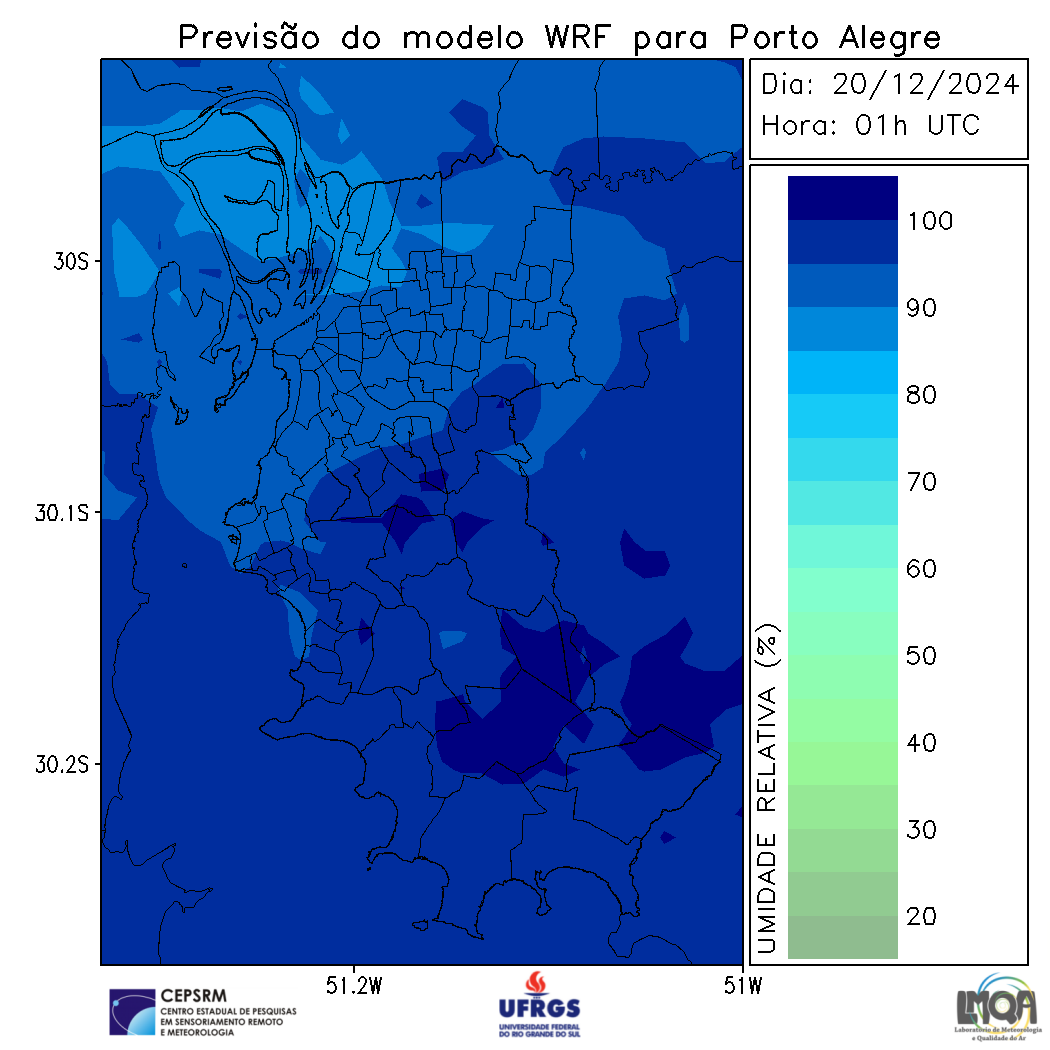 Previsão do modelo WRF para Porto Alegre
Dia: 20/12/2024
Hora: 01h UTC
100
90
80
70
60
50
40
30
20
UMIDADE RELATIVA (%)
30S
30.1S
30.2S
51.2W
51W
CEPSRM
CENTRO ESTADUAL DE PESQUISAS
EM SENSORIAMENTO REMOTO
E METEOROLOGIA
UFRGS
UNIVERSIDADE FEDERAL
DO RIO GRANDE DO SUL
LMQA
Laboratório de Meteorologia
e Qualidade do Ar